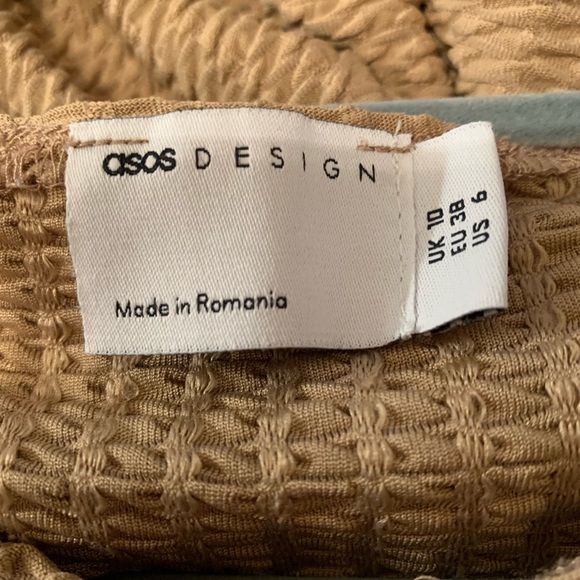 asos DESIGN
Made in Romania
UK 10
EU 38
US 6